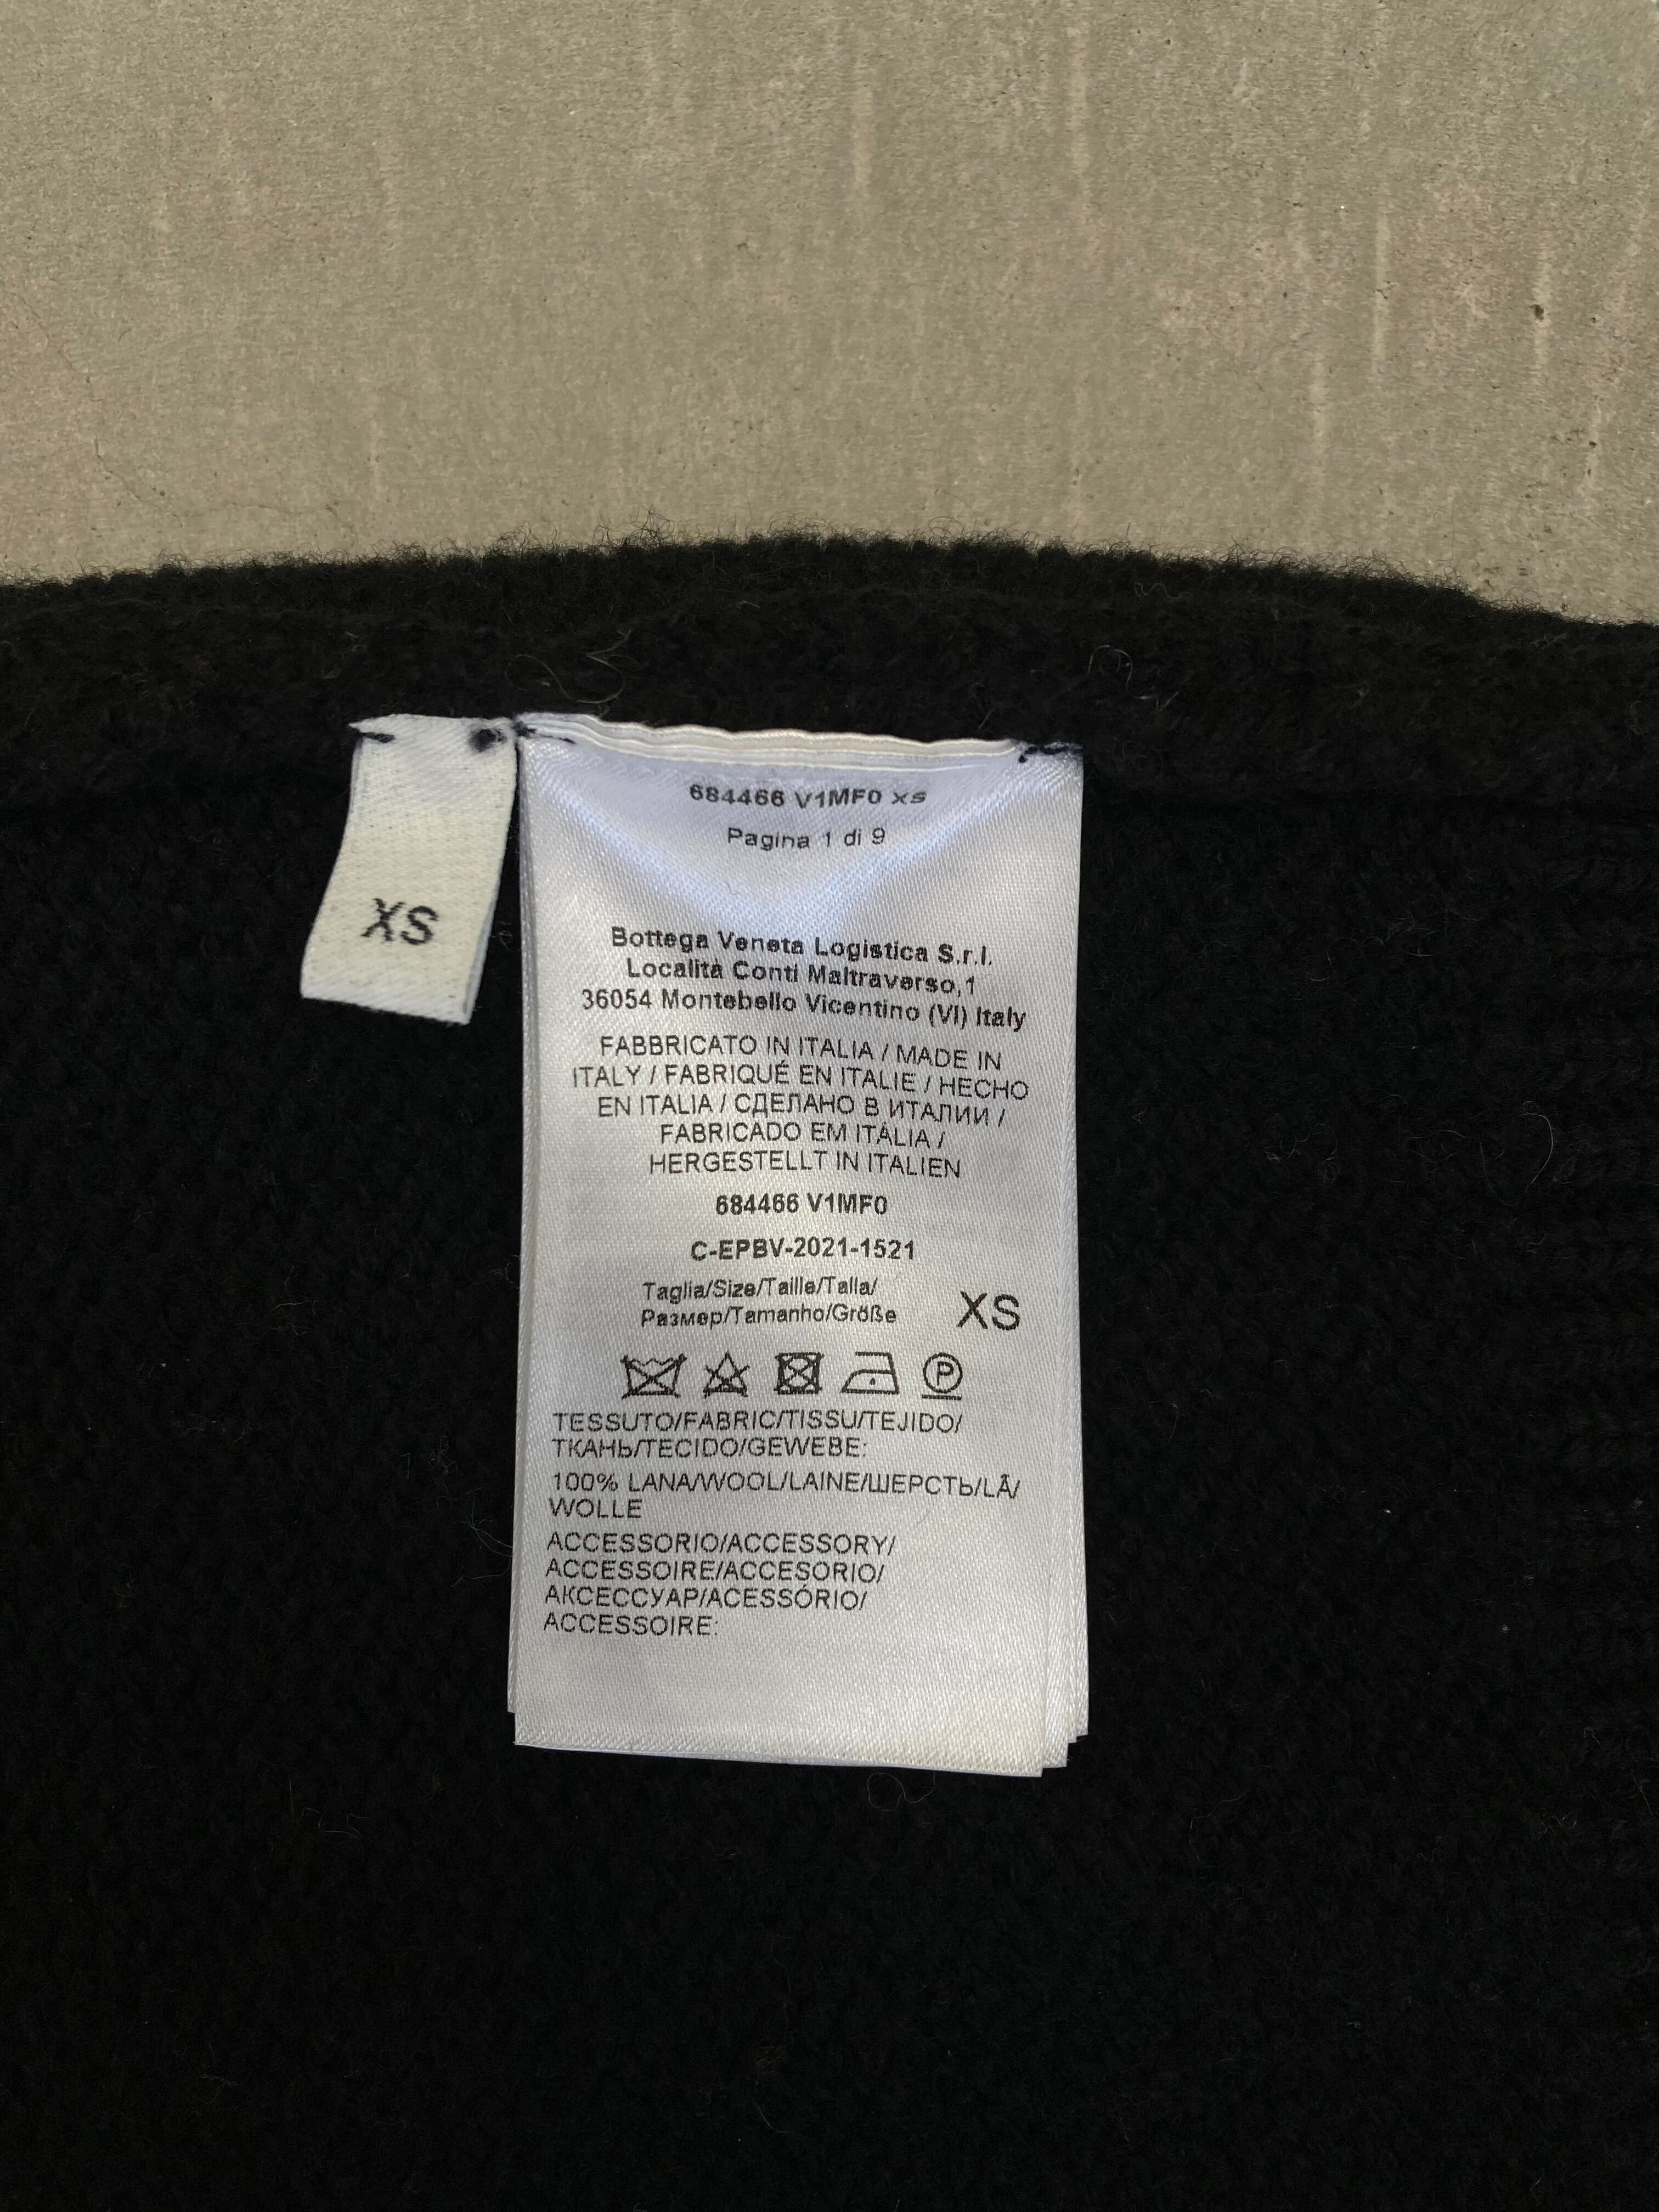 XS
684466 V1MF0 XS
Pagina 1 di 9
Bottega Veneta Logistica S.r.l.
Località Conti Maltraverso,1
36054 Montebello Vicentino (VI) Italy
FABBRICATO IN ITALIA / MADE IN
ITALY / FABRIQUÉ EN ITALIE / HECHO
EN ITALIA / СДЕЛАНО В ИТАЛИИ /
FABRICADO EM ITÁLIA /
HERGESTELLT IN ITALIEN
684466 V1MF0
C-EPBV-2021-1521
Taglia/Size/Taille/Talla/
Размер/Tamanho/Größe XS
P
TESSUTO/FABRIC/TISSU/TEJIDO/
ТКАНЬ/TECIDO/GEWEBE:
100% LANA/WOOL/LAINE/ШЕРСТЬ/LÃ/
WOLLE
ACCESSORIO/ACCESSORY/
ACCESSOIRE/ACCESORIO/
АКСЕССУАР/ACESSÓRIO/
ACCESSOIRE: